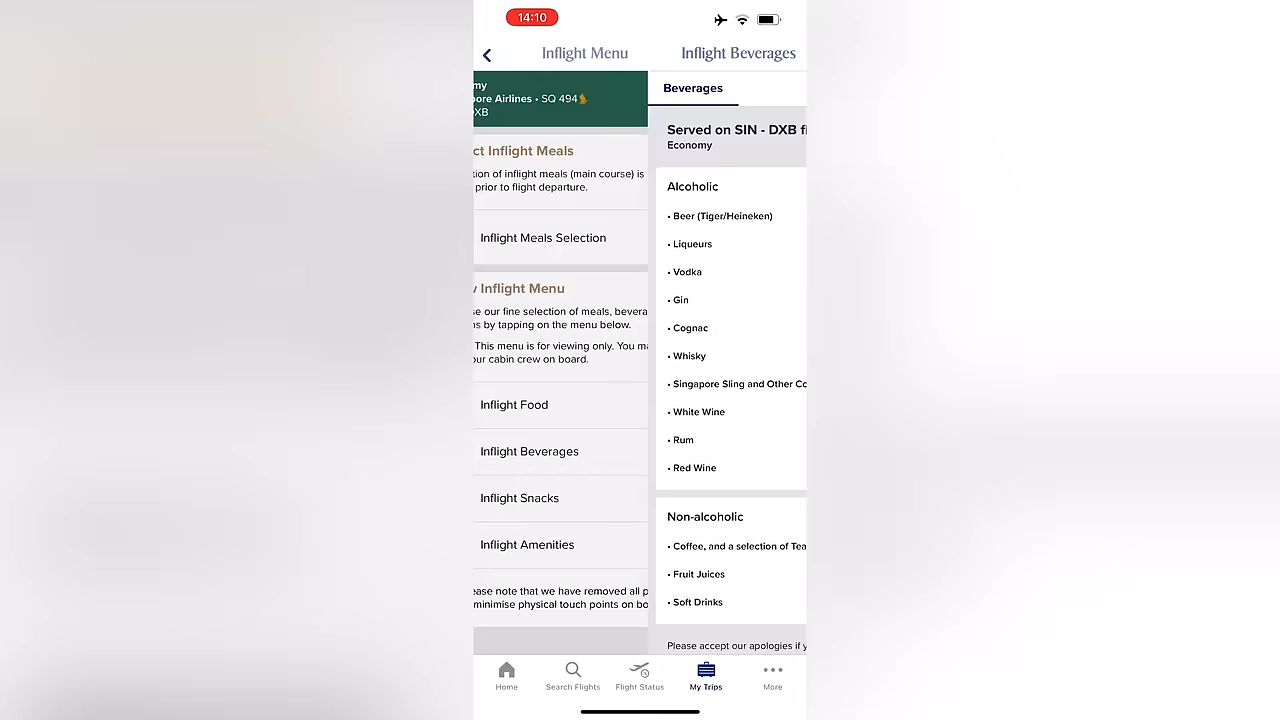 14:10
Inflight Menu
my
ore Airlines • SQ 494
XB
ct Inflight Meals
tion of inflight meals (main course) is
prior to flight departure.
Inflight Meals Selection
Inflight Menu
se our fine selection of meals, bevera
ns by tapping on the menu below.
This menu is for viewing only. You ma
ur cabin crew on board.
Inflight Food
Inflight Beverages
Inflight Snacks
Inflight Amenities
ease note that we have removed all p
minimise physical touch points on bo
Inflight Beverages
Beverages
Served on SIN - DXB fl
Economy
Alcoholic
• Beer (Tiger/Heineken)
• Liqueurs
• Vodka
• Gin
• Cognac
• Whisky
• Singapore Sling and Other Co
• White Wine
• Rum
• Red Wine
Non-alcoholic
• Coffee, and a selection of Tea
• Fruit Juices
• Soft Drinks
Please accept our apologies if y
Home
Search Flights
Flight Status
My Trips
More